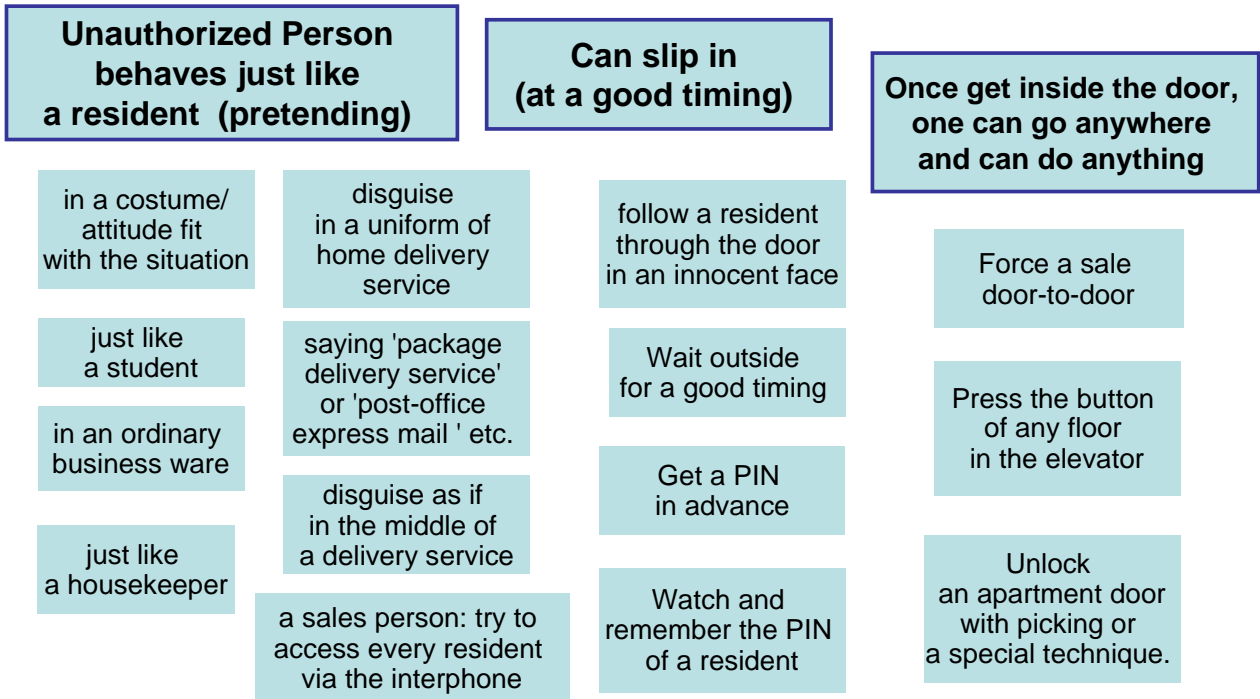 Unauthorized Person
behaves just like
a resident (pretending)
in a costume/
attitude fit
with the situation
just like
a student
in an ordinary
business ware
just like
a housekeeper
disguise
in a uniform of
home delivery
service
saying 'package
delivery service'
or 'post-office
express mail ' etc.
disguise as if
in the middle of
a delivery service
a sales person: try to
access every resident
via the interphone
Can slip in
(at a good timing)
follow a resident
through the door
in an innocent face
Wait outside
for a good timing
Get a PIN
in advance
Watch and
remember the PIN
of a resident
Once get inside the door,
one can go anywhere
and can do anything
Force a sale
door-to-door
Press the button
of any floor
in the elevator
Unlock
an apartment door
with picking or
a special technique.